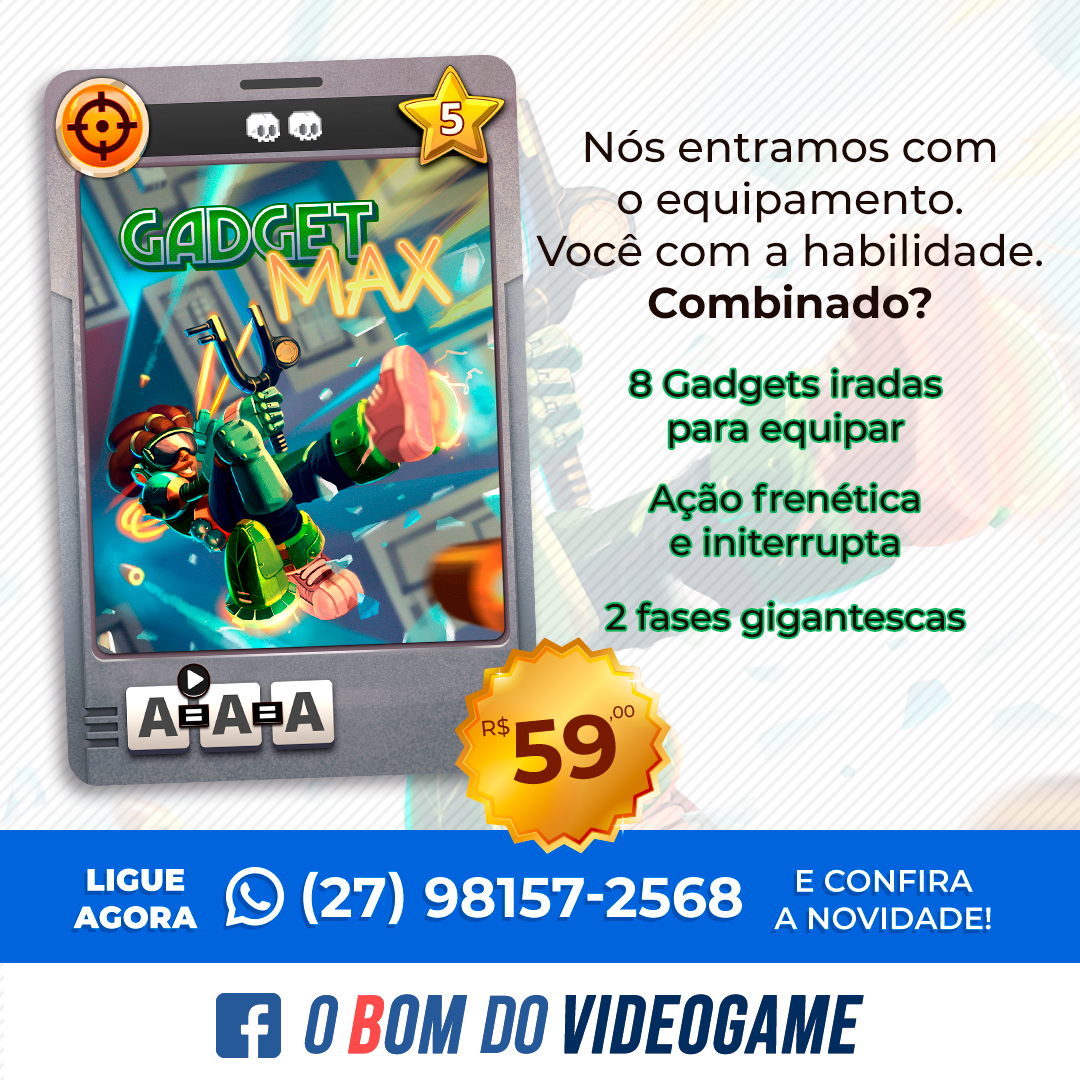 5
GADGET
MAX
A=A=A
Nós entramos com
o equipamento.
Você com a habilidade.
Combinado?
8 Gadgets iradas
para equipar
Ação frenética
e initerrupta
2 fases gigantescas
R$59,00
LIGUE
AGORA
(27) 98157-2568
E CONFIRA
A NOVIDADE!
f O BOM DO VIDEOGAME